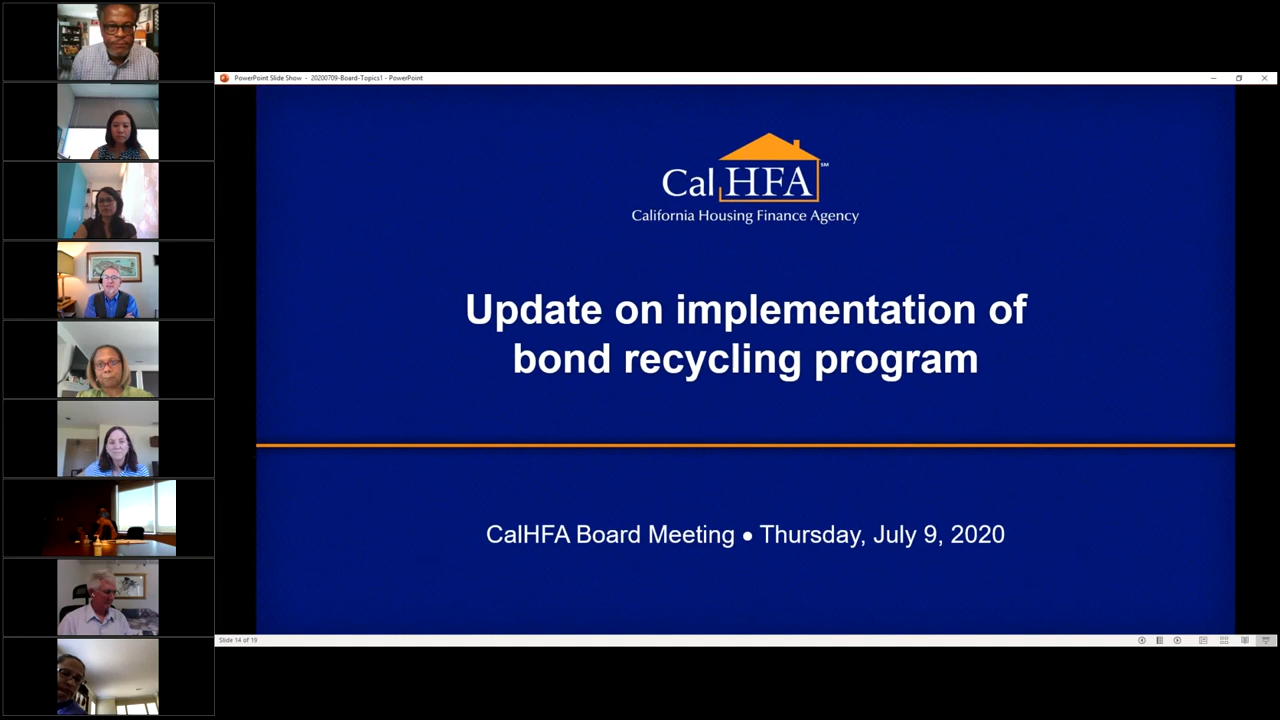 PowerPoint Slide Show - 20200709-Board-Topics1 - PowerPoint
Cal HFA SM
California Housing Finance Agency
Update on implementation of
bond recycling program
CalHFA Board Meeting ● Thursday, July 9, 2020
Slide 14 of 19